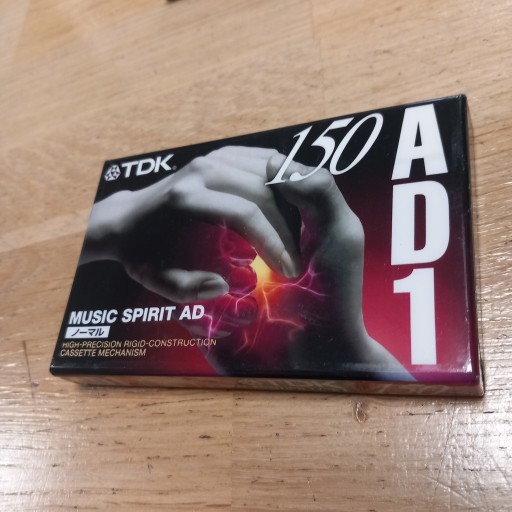 TDK
150
AD1
MUSIC SPIRIT AD
ノーマル
HIGH-PRECISION RIGID-CONSTRUCTION
CASSETTE MECHANISM